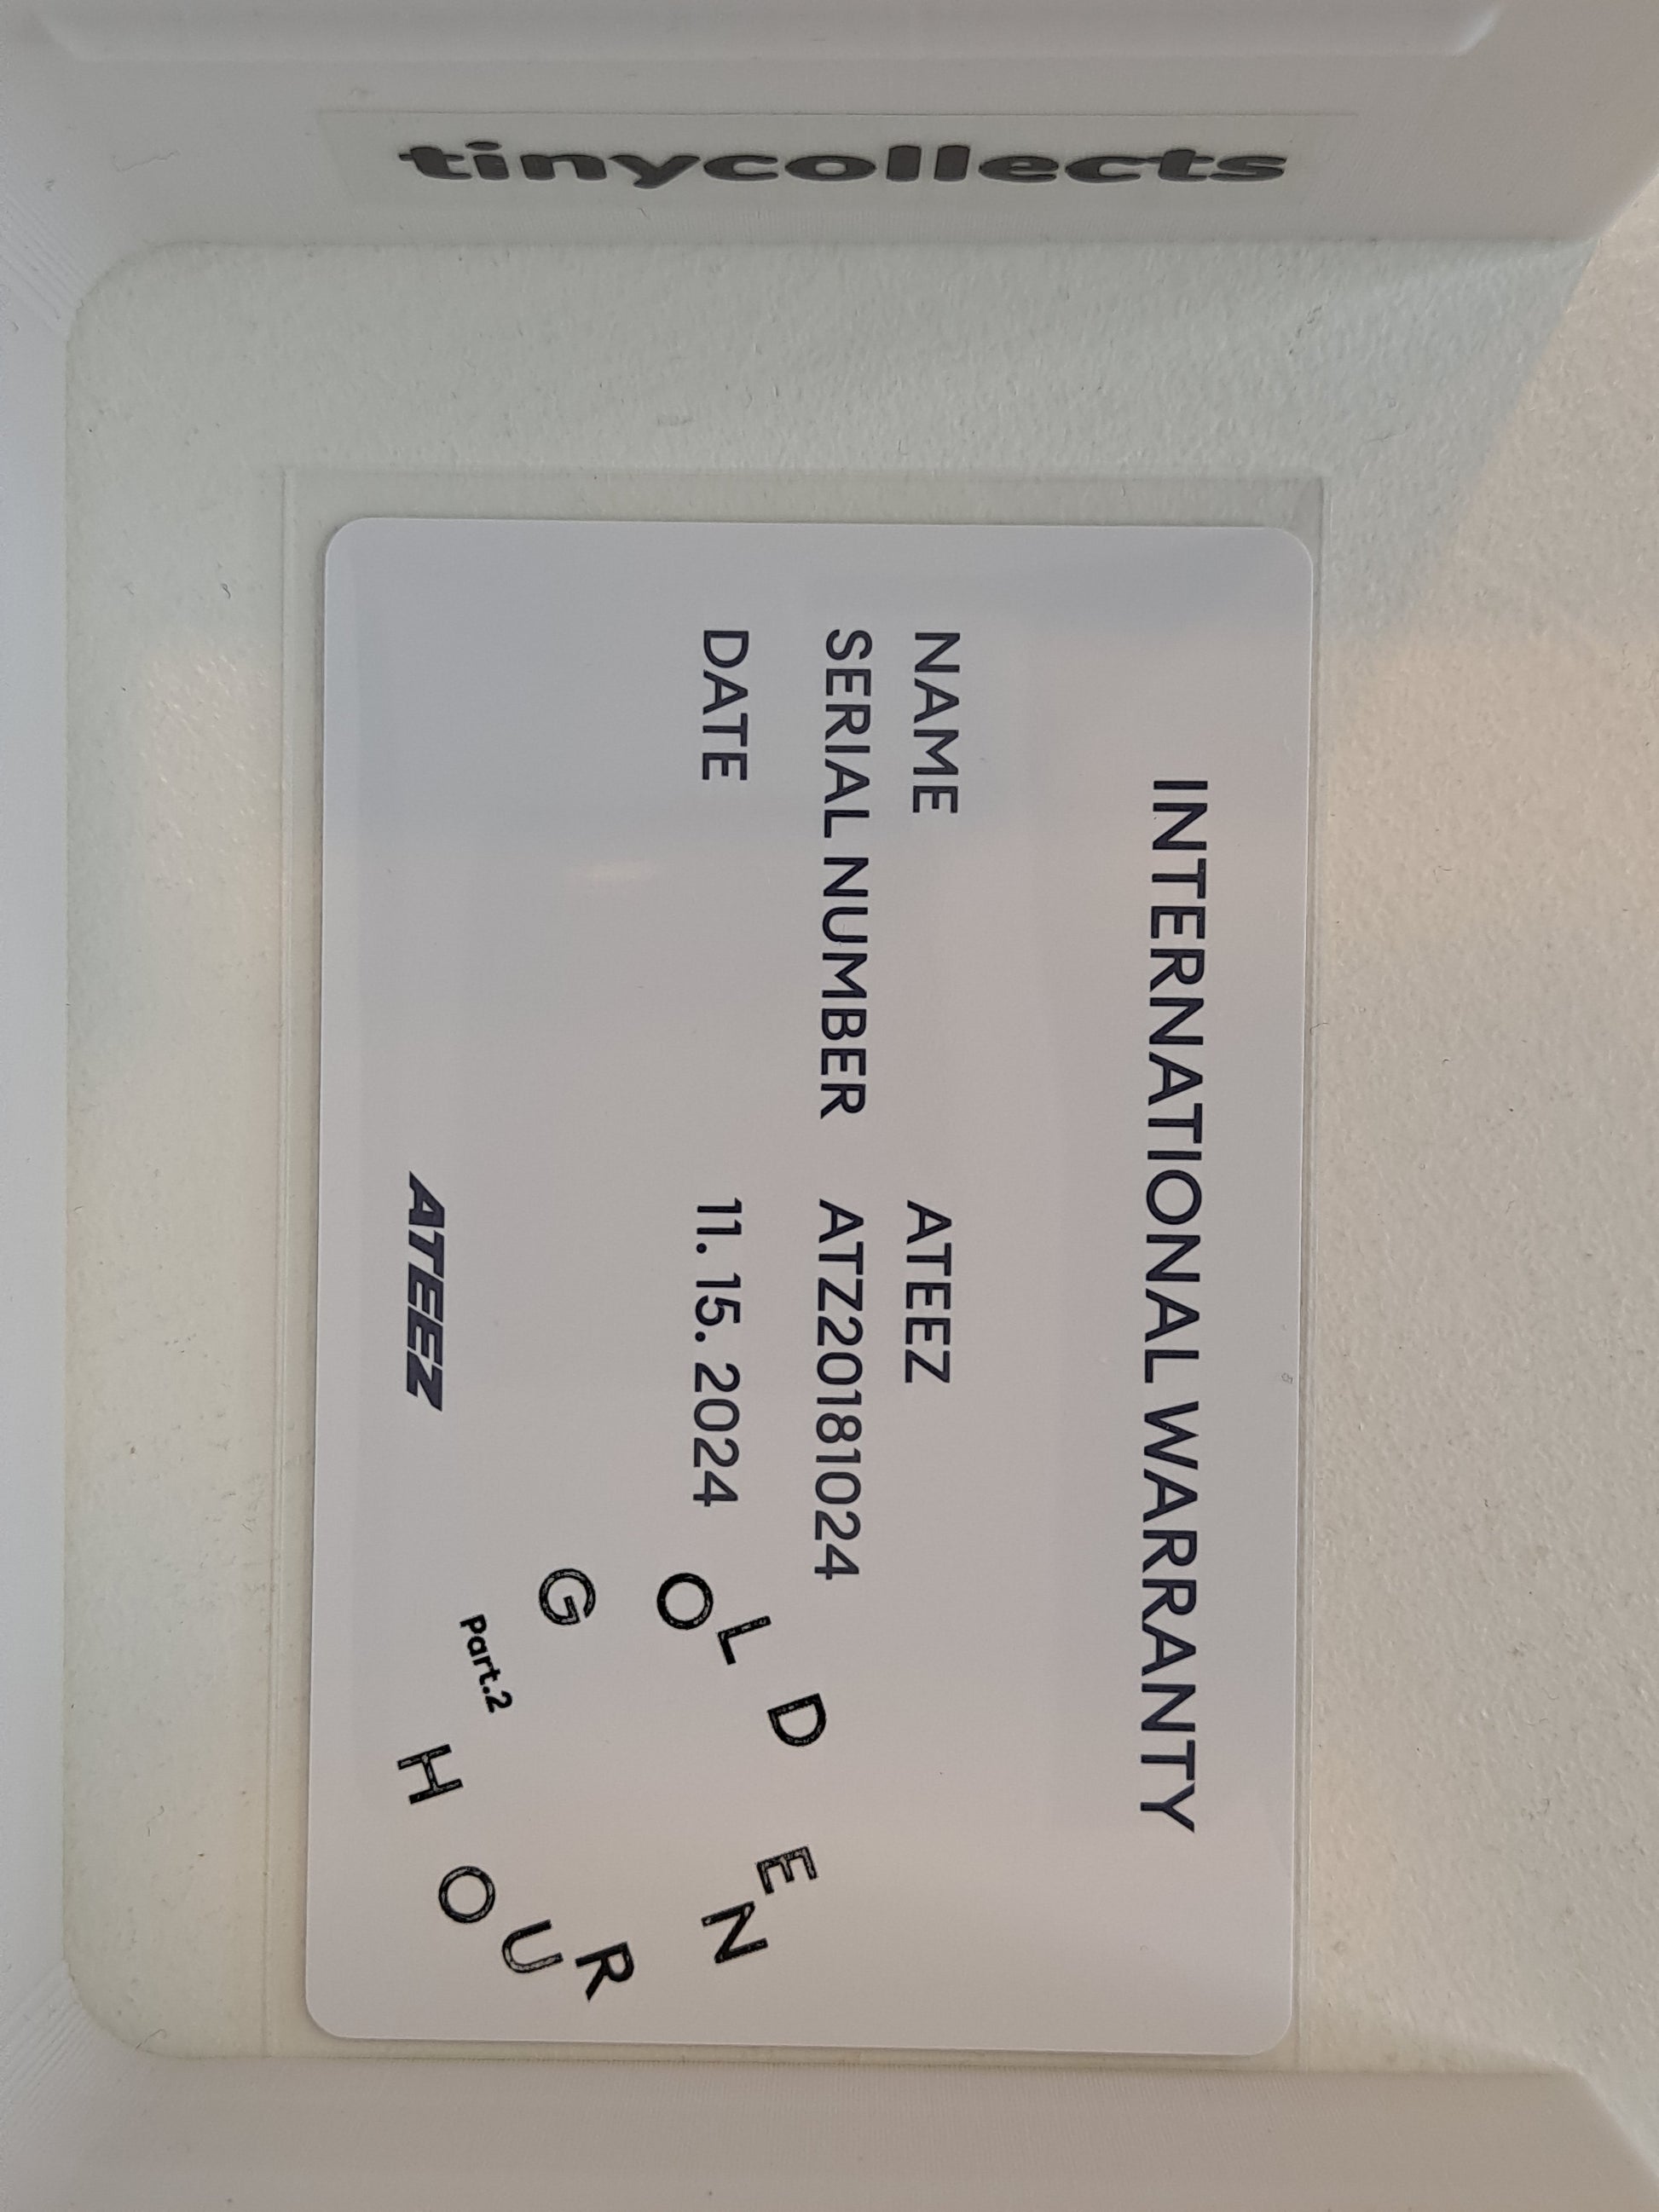 tinycollects
INTERNATIONAL WARRANTY
NAME ATEEZ
SERIAL NUMBER ATZ20181024
DATE 11. 15. 2024
GOLDEN
HOUR
Part.2
ATEEZ